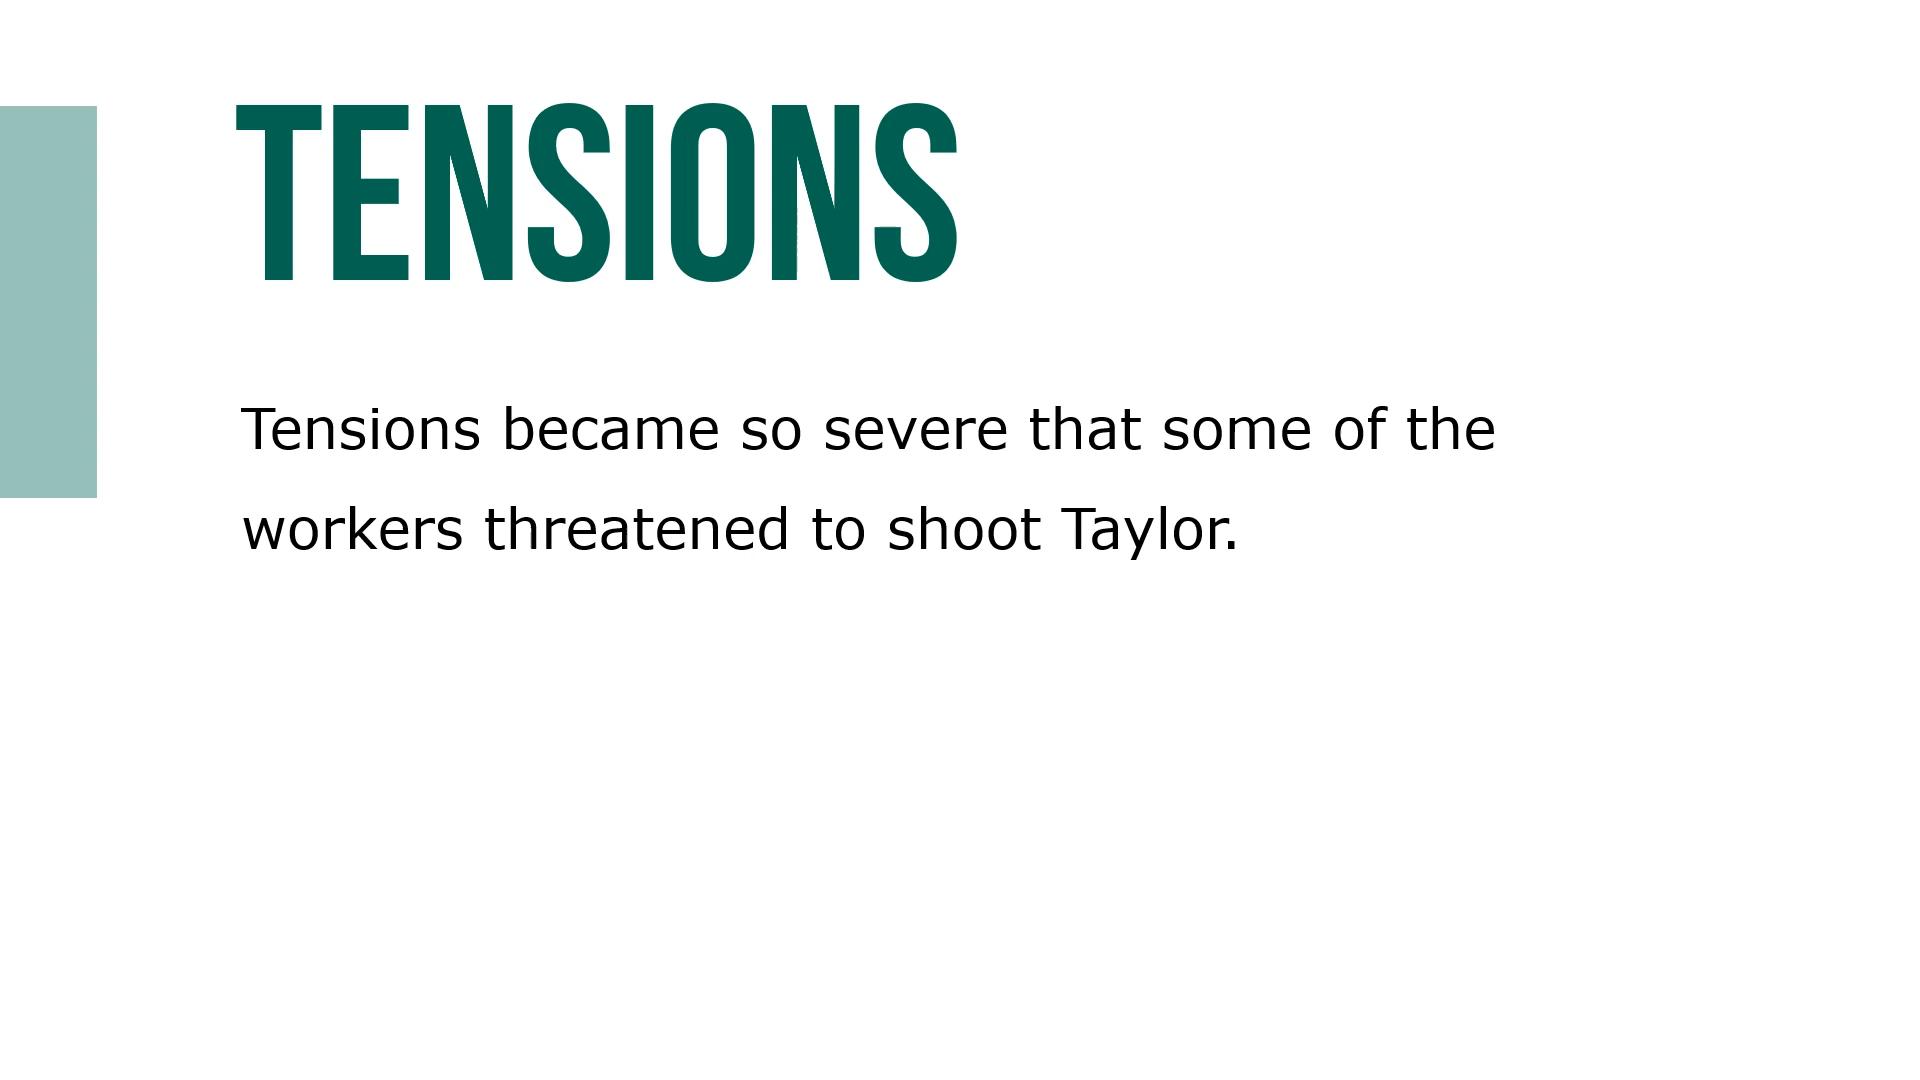 TENSIONS
Tensions became so severe that some of the
workers threatened to shoot Taylor.